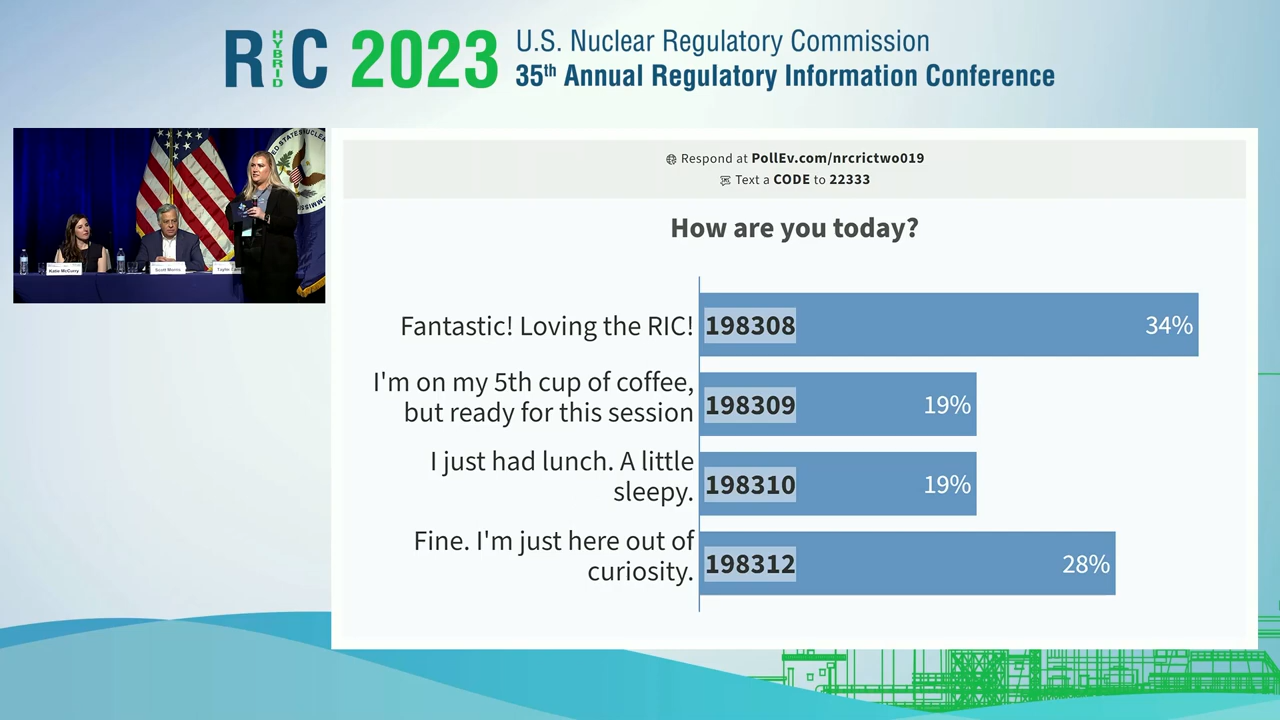 RIC 2023
HYBRID
U.S. Nuclear Regulatory Commission
35th Annual Regulatory Information Conference
Respond at PollEv.com/nrcrictwo019
Text a CODE to 22333
How are you today?
Fantastic! Loving the RIC!
198308
34%
I'm on my 5th cup of coffee,
but ready for this session
198309
19%
I just had lunch. A little
sleepy.
198310
19%
Fine. I'm just here out of
curiosity.
198312
28%
Katie McCurry
Scott Morris